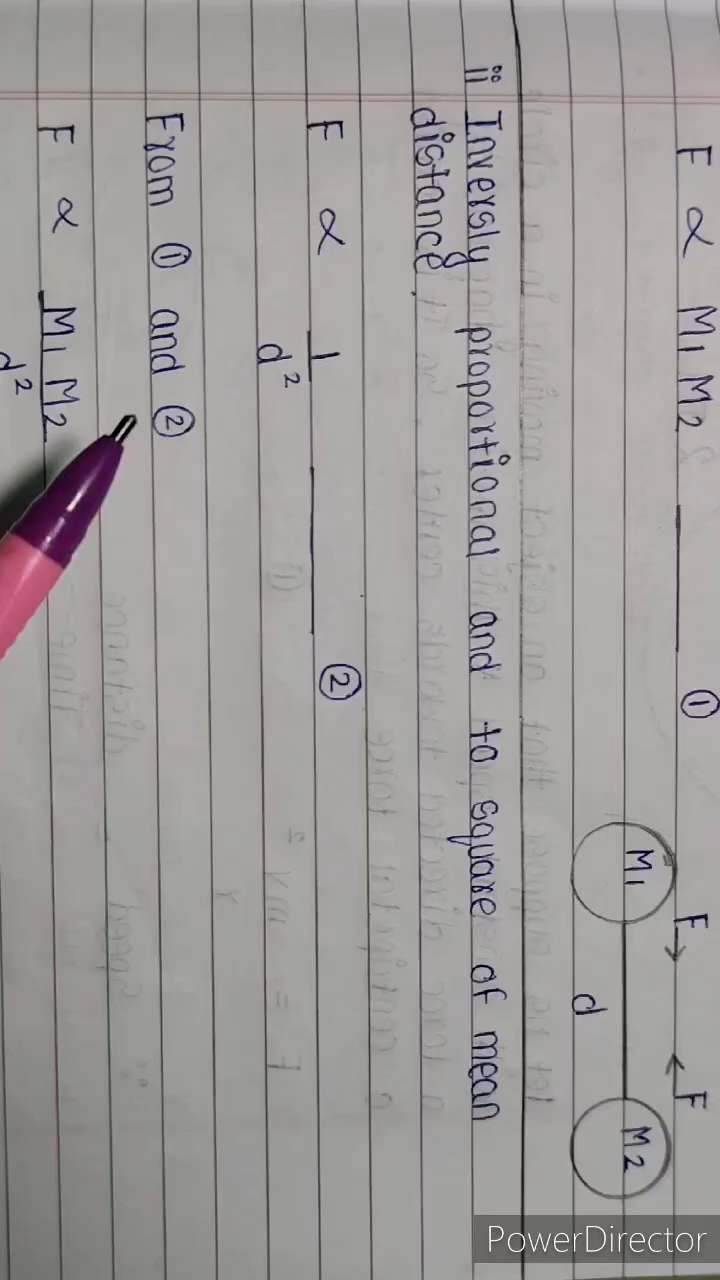 F ∝ M₁ M₂ —— ①
F → ← F
M₁ d M₂
ii Inversly proportional and to square of mean
distance.
F ∝ 1/d² —— ②
From ① and ②
F ∝ M₁ M₂/d²
PowerDirector